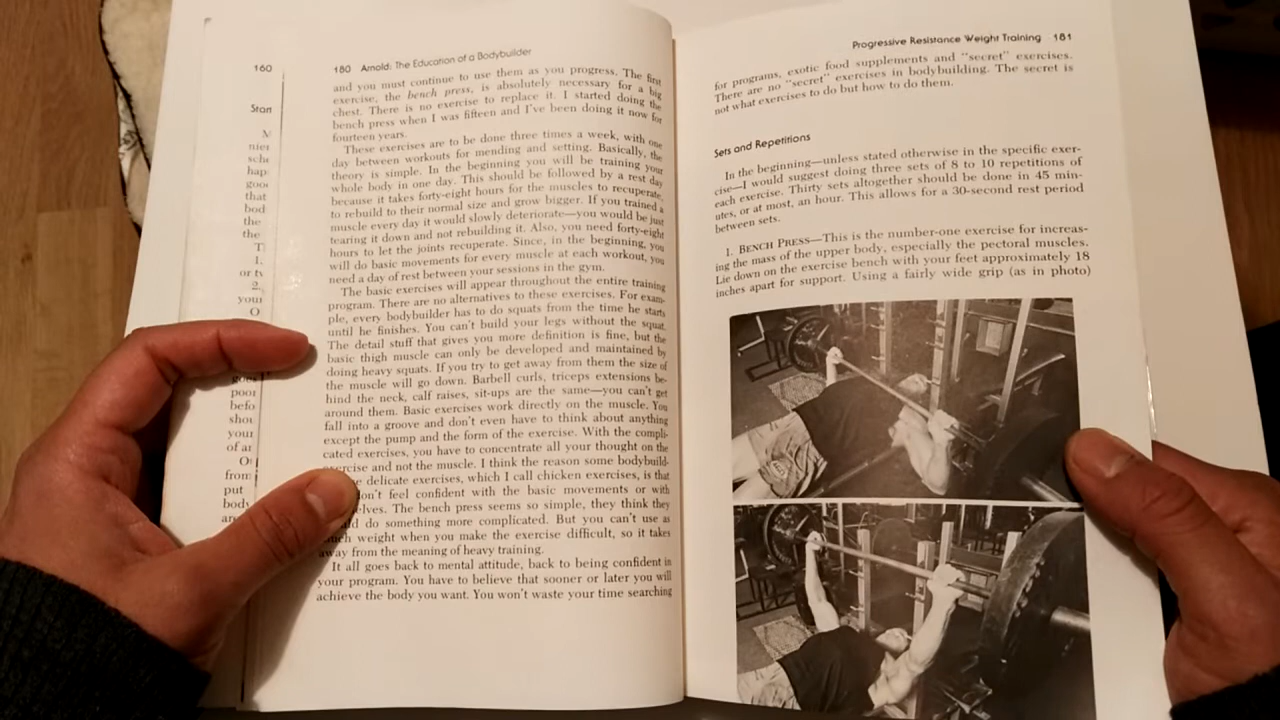 160
Start
M
nier
sche
hap
good
that
bod
the
the
T
1.
or tv
2.
your
O
goes
poor
befo
shou
your
of ar
O
from
put
body
are
180 Arnold: The Education of a Bodybuilder
and you must continue to use them as you progress. The first
exercise, the bench press, is absolutely necessary for a big
chest. There is no exercise to replace it. I started doing the
bench press when I was fifteen and I've been doing it now for
fourteen years.
These exercises are to be done three times a week, with one
day between workouts for mending and setting. Basically, the
theory is simple. In the beginning you will be training your
whole body in one day. This should be followed by a rest day
because it takes forty-eight hours for the muscles to recuperate,
to rebuild to their normal size and grow bigger. If you trained a
muscle every day it would slowly deteriorate—you would be just
tearing it down and not rebuilding it. Also, you need forty-eight
hours to let the joints recuperate. Since, in the beginning, you
will do basic movements for every muscle at each workout, you
need a day of rest between your sessions in the gym.
The basic exercises will appear throughout the entire training
program. There are no alternatives to these exercises. For exam-
ple, every bodybuilder has to do squats from the time he starts
until he finishes. You can't build your legs without the squat.
The detail stuff that gives you more definition is fine, but the
basic thigh muscle can only be developed and maintained by
doing heavy squats. If you try to get away from them the size of
the muscle will go down. Barbell curls, triceps extensions be-
hind the neck, calf raises, sit-ups are the same—you can't get
around them. Basic exercises work directly on the muscle. You
fall into a groove and don't even have to think about anything
except the pump and the form of the exercise. With the compli-
cated exercises, you have to concentrate all your thought on the
exercise and not the muscle. I think the reason some bodybuild-
delicate exercises, which I call chicken exercises, is that
don't feel confident with the basic movements or with
selves. The bench press seems so simple, they think they
do something more complicated. But you can't use as
much weight when you make the exercise difficult, so it takes
away from the meaning of heavy training.
It all goes back to mental attitude, back to being confident in
your program. You have to believe that sooner or later you will
achieve the body you want. You won't waste your time searching
Progressive Resistance Weight Training 181
for programs, exotic food supplements and "secret" exercises.
There are no "secret" exercises in bodybuilding. The secret is
not what exercises to do but how to do them.
Sets and Repetitions
In the beginning—unless stated otherwise in the specific exer-
cise—I would suggest doing three sets of 8 to 10 repetitions of
each exercise. Thirty sets altogether should be done in 45 min-
utes, or at most, an hour. This allows for a 30-second rest period
between sets.
1. BENCH PRESS—This is the number-one exercise for increas-
ing the mass of the upper body, especially the pectoral muscles.
Lie down on the exercise bench with your feet approximately 18
inches apart for support. Using a fairly wide grip (as in photo)